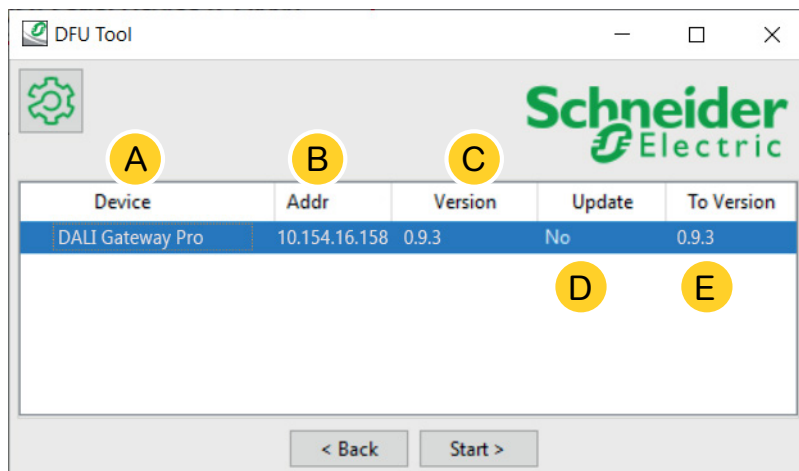 DFU Tool
Schneider
Electric
A B C
Device Addr Version Update To Version
DALI Gateway Pro 10.154.16.158 0.9.3 No 0.9.3
D E
< Back Start >